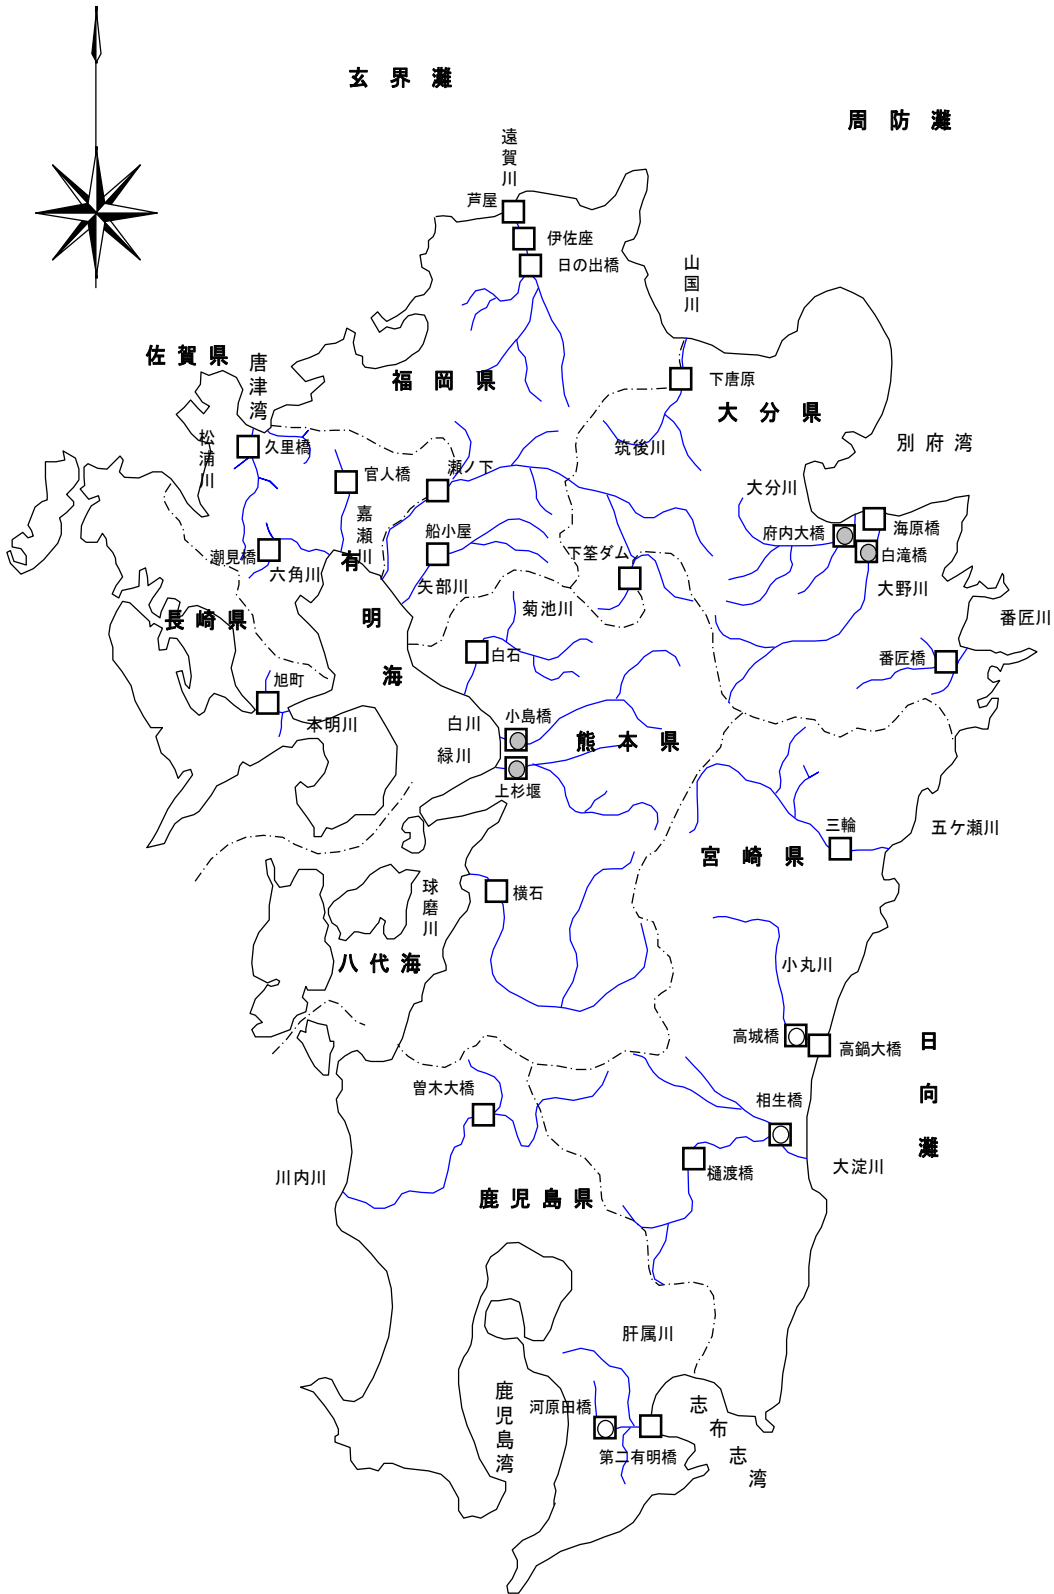 玄界灘
周防灘
遠賀川
芦屋
伊佐座
日の出橋
山国川
佐賀県
唐津湾
福岡県
下唐原
大分県
松浦川
久里橋
筑後川
別府湾
官人橋
瀬ノ下
大分川
嘉瀬川
船小屋
府内大橋
海原橋
潮見橋
六角川
下筌ダム
白滝橋
有明海
矢部川
大野川
長崎県
菊池川
番匠川
旭町
白石
番匠橋
本明川
白川
小島橋
熊本県
緑川
上杉堰
三輪
五ケ瀬川
宮崎県
球磨川
横石
八代海
小丸川
高城橋
高鍋大橋
日向灘
曽木大橋
相生橋
川内川
樋渡橋
大淀川
鹿児島県
肝属川
鹿児島湾
河原田橋
志布志湾
第二有明橋